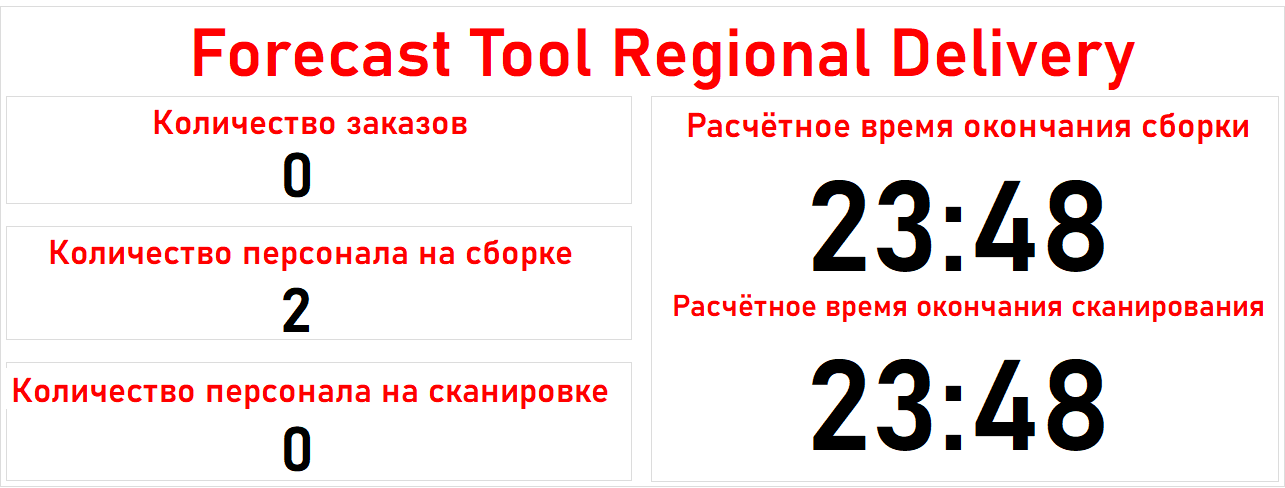 Forecast Tool Regional Delivery
Количество заказов
0
Количество персонала на сборке
2
Количество персонала на сканировке
0
Расчётное время окончания сборки
23:48
Расчётное время окончания сканирования
23:48